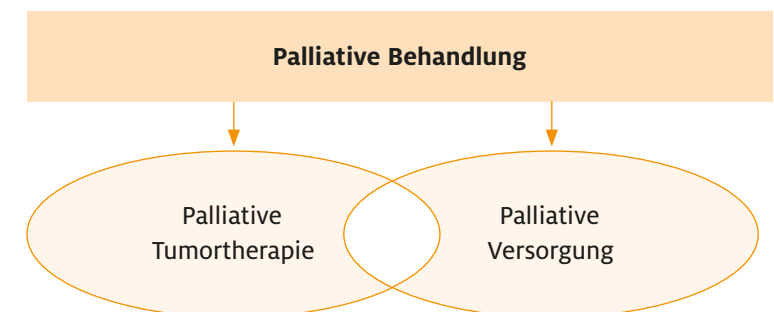 Palliative Behandlung
Palliative
Tumortherapie
Palliative
Versorgung